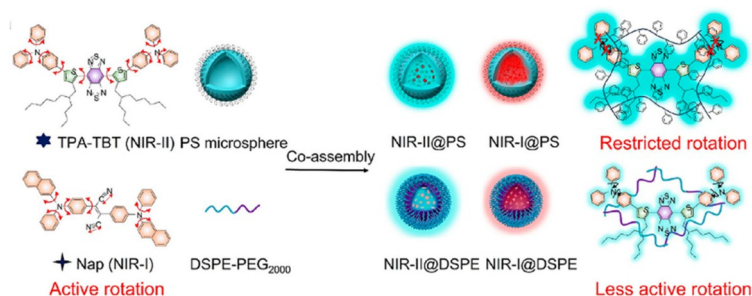 TPA-TBT (NIR-II) PS microsphere
Nap (NIR-I) DSPE-PEG2000
Active rotation
Co-assembly
NIR-II@PS NIR-I@PS
NIR-II@DSPE NIR-I@DSPE
Restricted rotation
Less active rotation